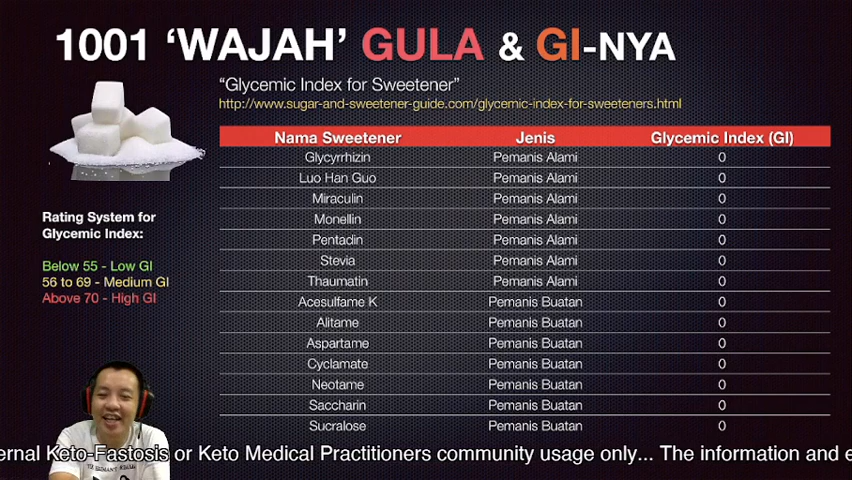 1001 ‘WAJAH’ GULA & GI-NYA
“Glycemic Index for Sweetener”
http://www.sugar-and-sweetener-guide.com/glycemic-index-for-sweeteners.html
Nama Sweetener Jenis Glycemic Index (GI)
Glycyrrhizin Pemanis Alami 0
Luo Han Guo Pemanis Alami 0
Miraculin Pemanis Alami 0
Monellin Pemanis Alami 0
Pentadin Pemanis Alami 0
Stevia Pemanis Alami 0
Thaumatin Pemanis Alami 0
Acesulfame K Pemanis Buatan 0
Alitame Pemanis Buatan 0
Aspartame Pemanis Buatan 0
Cyclamate Pemanis Buatan 0
Neotame Pemanis Buatan 0
Saccharin Pemanis Buatan 0
Sucralose Pemanis Buatan 0
Rating System for
Glycemic Index:
Below 55 - Low GI
56 to 69 - Medium GI
Above 70 - High GI
ernal Keto-Fastosis or Keto Medical Practitioners community usage only... The information and e